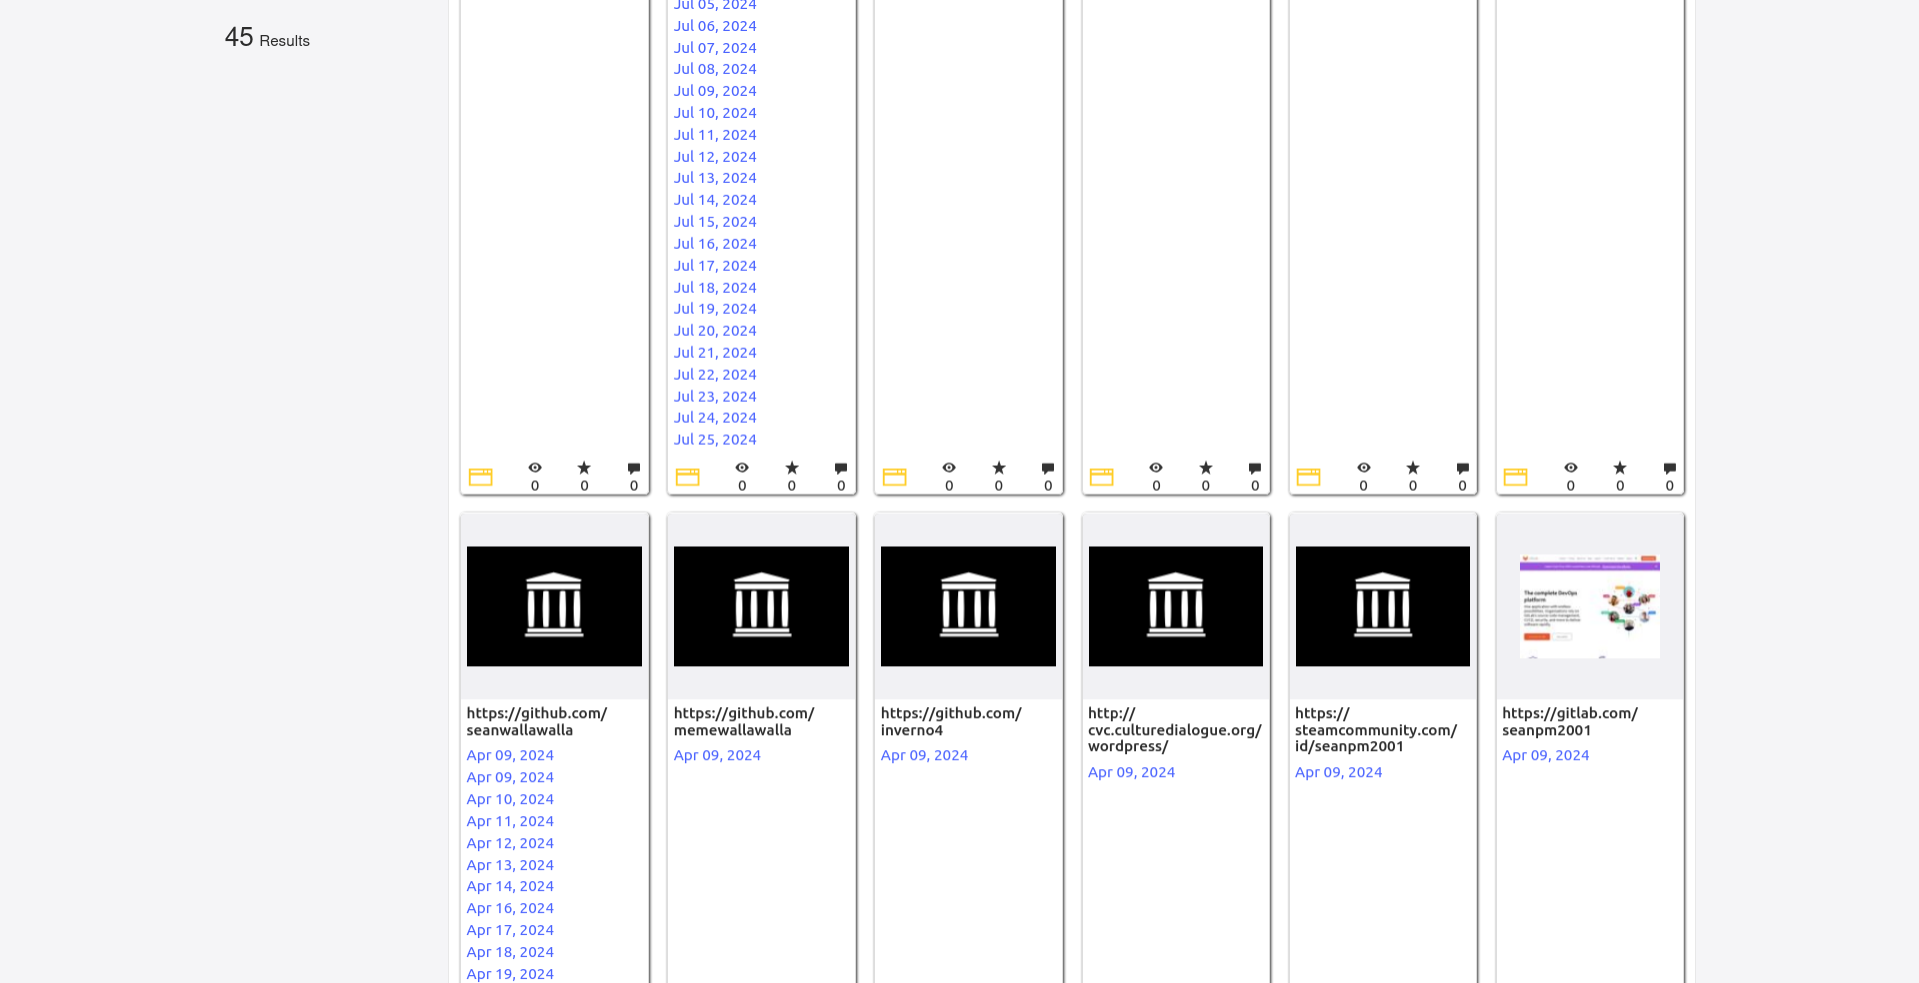 45 Results
Jul 05, 2024
Jul 06, 2024
Jul 07, 2024
Jul 08, 2024
Jul 09, 2024
Jul 10, 2024
Jul 11, 2024
Jul 12, 2024
Jul 13, 2024
Jul 14, 2024
Jul 15, 2024
Jul 16, 2024
Jul 17, 2024
Jul 18, 2024
Jul 19, 2024
Jul 20, 2024
Jul 21, 2024
Jul 22, 2024
Jul 23, 2024
Jul 24, 2024
Jul 25, 2024
0 0 0
0 0 0
0 0 0
0 0 0
0 0 0
0 0 0
https://github.com/
seanwallawalla
Apr 09, 2024
Apr 09, 2024
Apr 10, 2024
Apr 11, 2024
Apr 12, 2024
Apr 13, 2024
Apr 14, 2024
Apr 16, 2024
Apr 17, 2024
Apr 18, 2024
Apr 19, 2024
https://github.com/
memewallawalla
Apr 09, 2024
https://github.com/
inverno4
Apr 09, 2024
http://
cvc.culturedialogue.org/
wordpress/
Apr 09, 2024
https://
steamcommunity.com/
id/seanpm2001
Apr 09, 2024
The complete DevOps
platform
https://gitlab.com/
seanpm2001
Apr 09, 2024